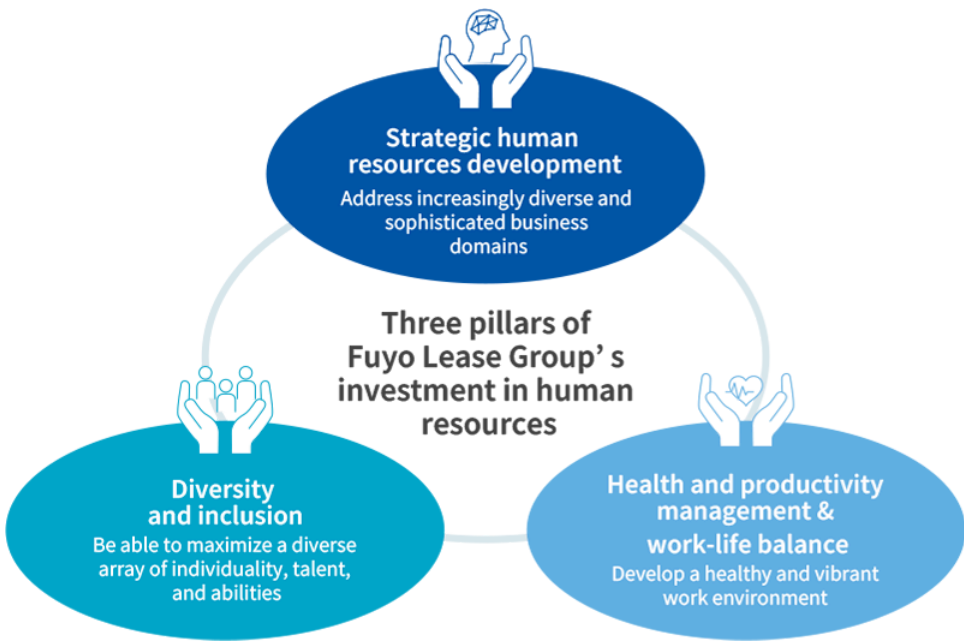 Strategic human
resources development
Address increasingly diverse and
sophisticated business
domains
Three pillars of
Fuyo Lease Group’s
investment in human
resources
Diversity
and inclusion
Be able to maximize a diverse
array of individuality, talent,
and abilities
Health and productivity
management &
work-life balance
Develop a healthy and vibrant
work environment